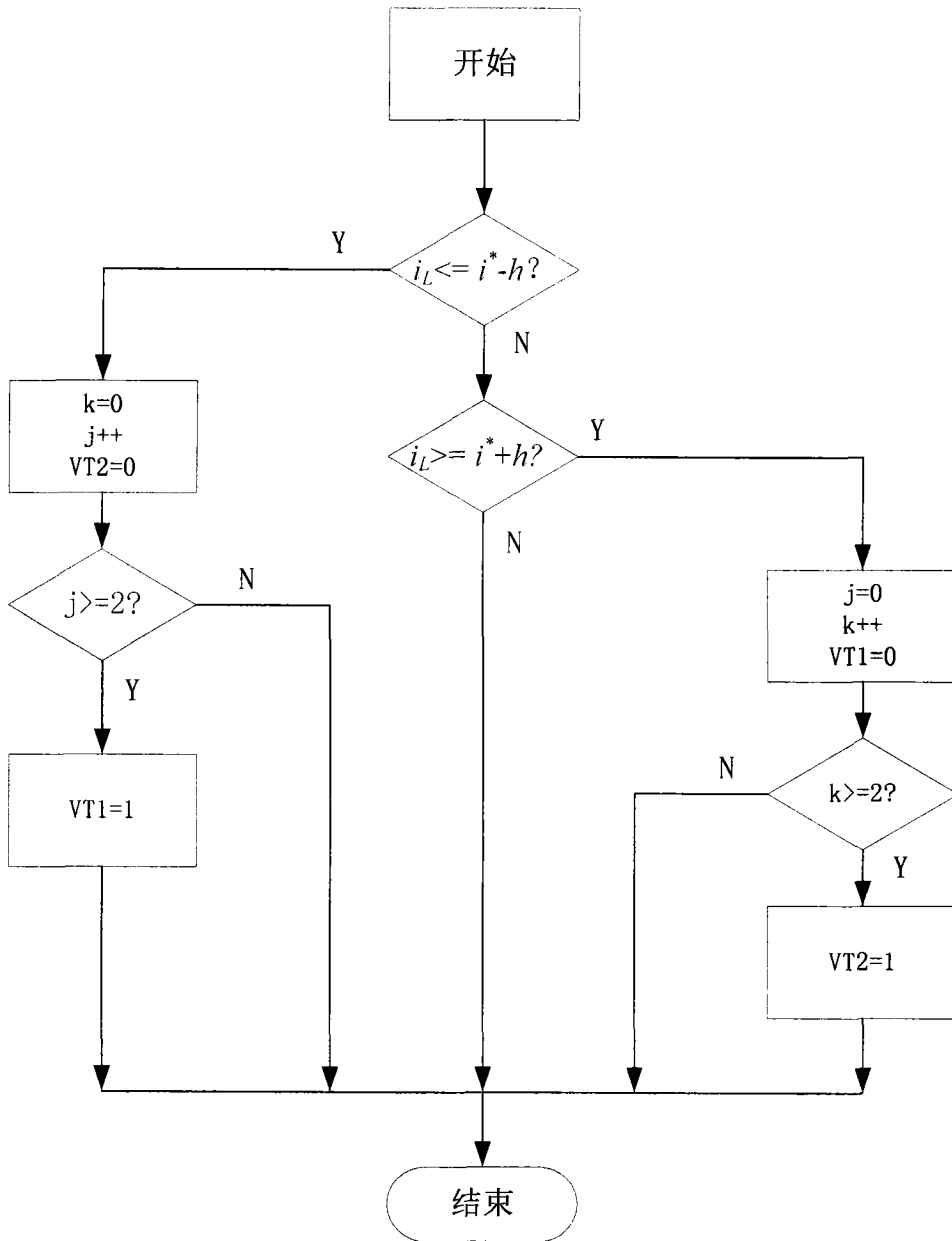 开始
Y
i_L<= i*-h?
N
k=0
j++
VT2=0
i_L>= i*+h?
Y
N
j>=2?
N
j=0
k++
VT1=0
Y
VT1=1
N
k>=2?
Y
VT2=1
结束